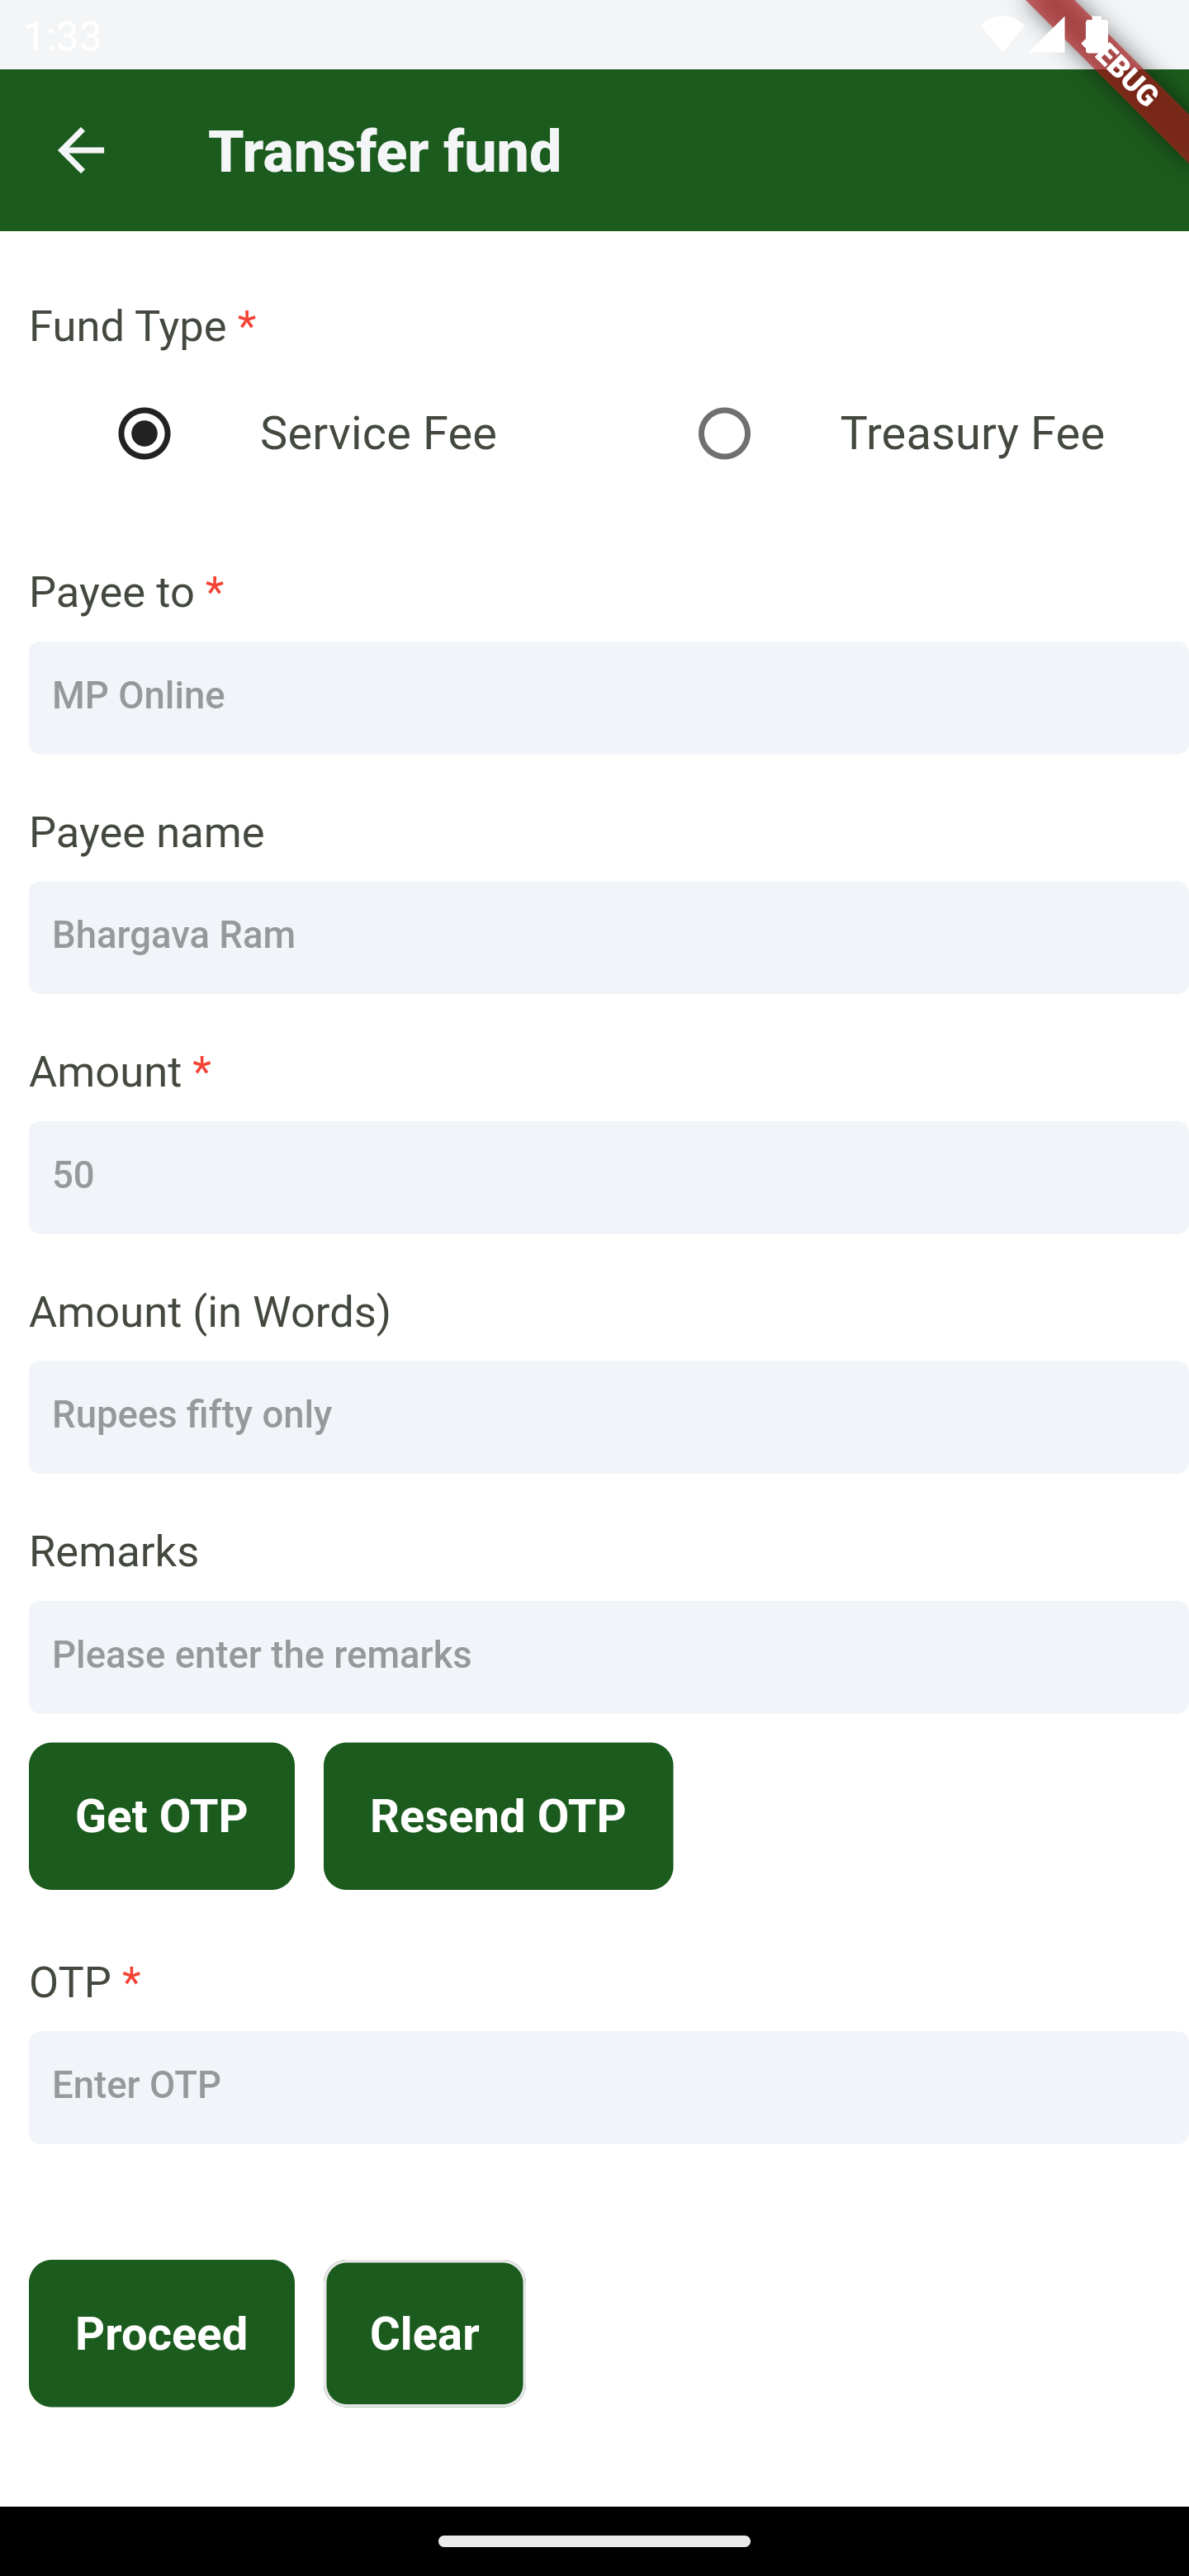 1:33
DEBUG
Transfer fund
Fund Type *
Service Fee Treasury Fee
Payee to *
MP Online
Payee name
Bhargava Ram
Amount *
50
Amount (in Words)
Rupees fifty only
Remarks
Please enter the remarks
Get OTP Resend OTP
OTP *
Enter OTP
Proceed Clear